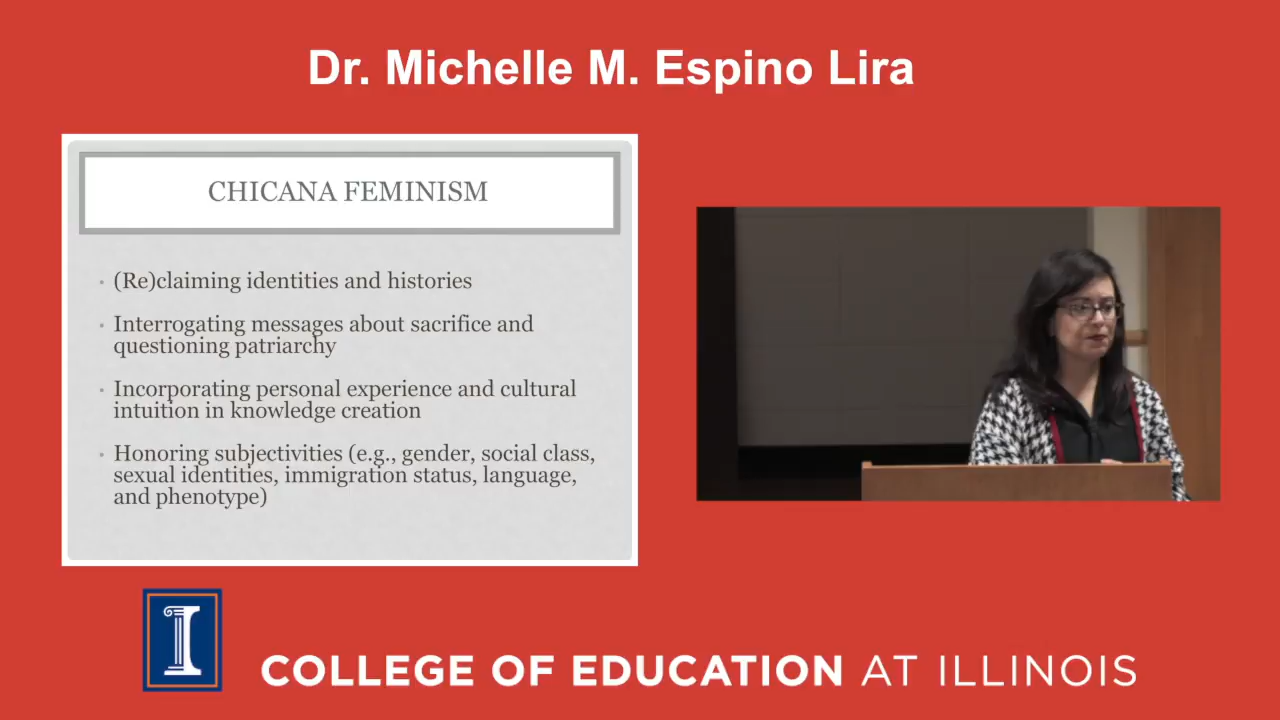 Dr. Michelle M. Espino Lira
CHICANA FEMINISM
• (Re)claiming identities and histories
• Interrogating messages about sacrifice and
questioning patriarchy
• Incorporating personal experience and cultural
intuition in knowledge creation
• Honoring subjectivities (e.g., gender, social class,
sexual identities, immigration status, language,
and phenotype)
I
COLLEGE OF EDUCATION AT ILLINOIS